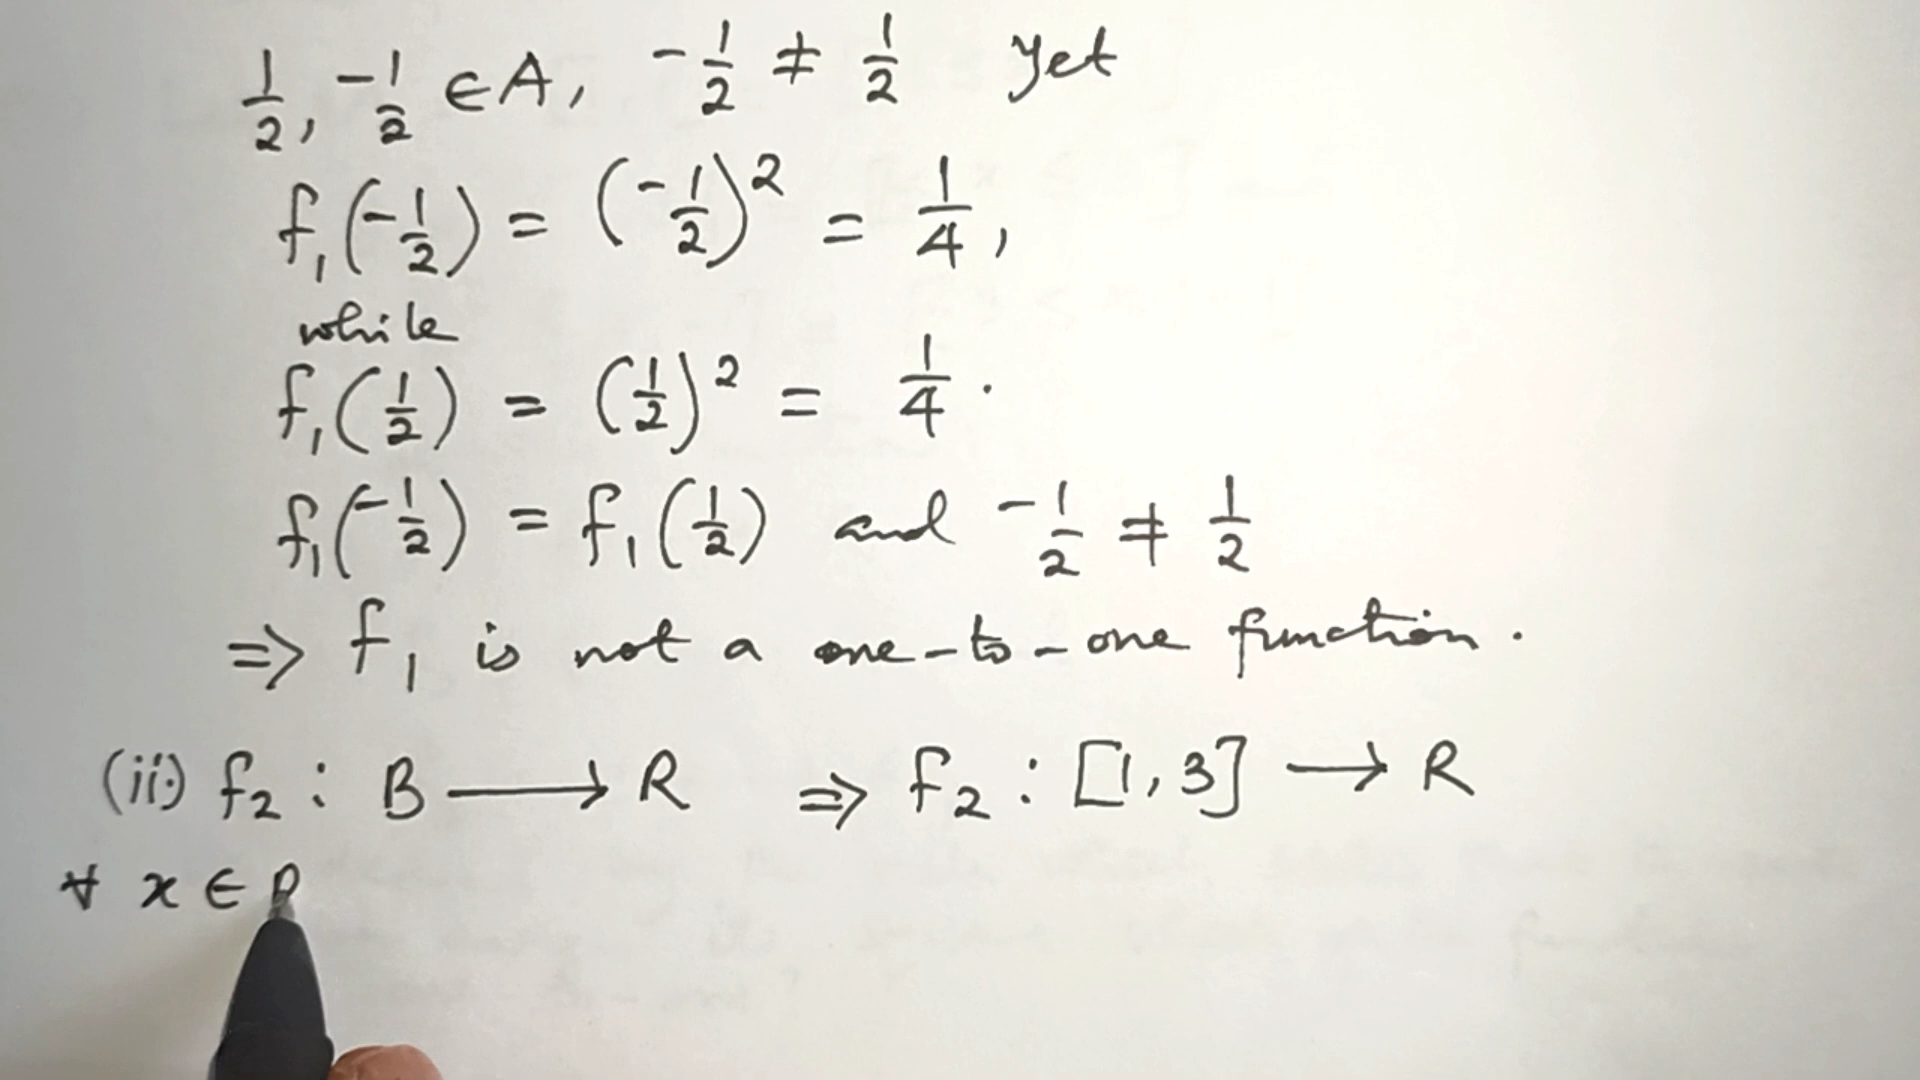 1/2, -1/2 ∈ A, -1/2 ≠ 1/2 yet
f₁(-1/2) = (-1/2)² = 1/4,
while
f₁(1/2) = (1/2)² = 1/4.
f₁(-1/2) = f₁(1/2) and -1/2 ≠ 1/2
⇒ f₁ is not a one-to-one function.
(ii) f₂ : B ⟶ R ⇒ f₂ : [1, 3] ⟶ R
∀ x ∈